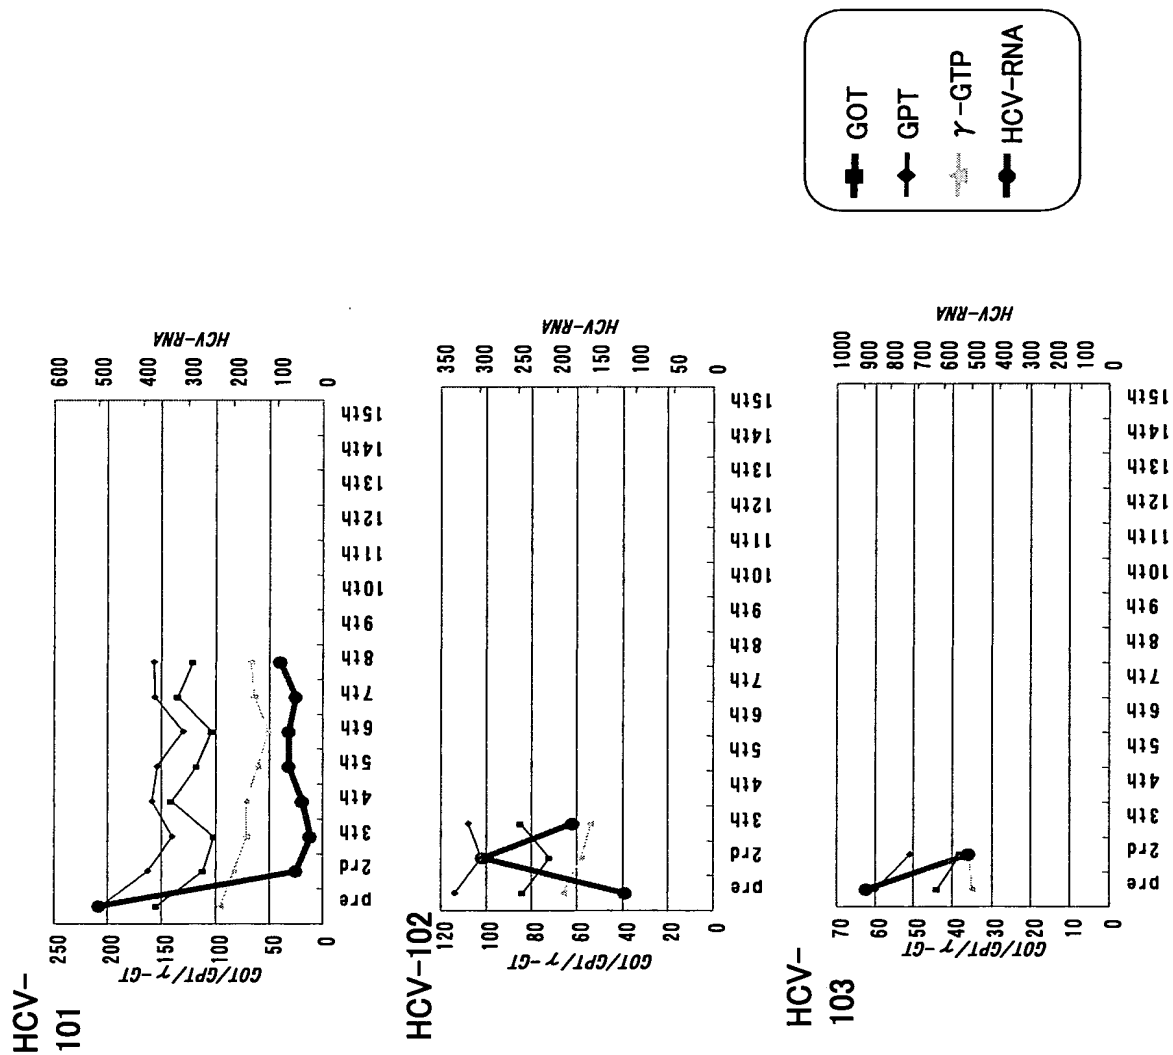 HCV-
101
GOT/GPT/γ-GT
250
200
150
100
50
0
pre
2rd
3th
4th
5th
6th
7th
8th
9th
10th
11th
12th
13th
14th
15th
600
500
400
300
200
100
0
HCV-RNA
HCV-102
GOT/GPT/γ-GT
120
100
80
60
40
20
0
pre
2rd
3th
4th
5th
6th
7th
8th
9th
10th
11th
12th
13th
14th
15th
350
300
250
200
150
100
50
0
HCV-RNA
HCV-
103
GOT/GPT/γ-GT
70
60
50
40
30
20
10
0
pre
2rd
3th
4th
5th
6th
7th
8th
9th
10th
11th
12th
13th
14th
15th
1000
900
800
700
600
500
400
300
200
100
0
HCV-RNA
GOT
GPT
γ-GTP
HCV-RNA